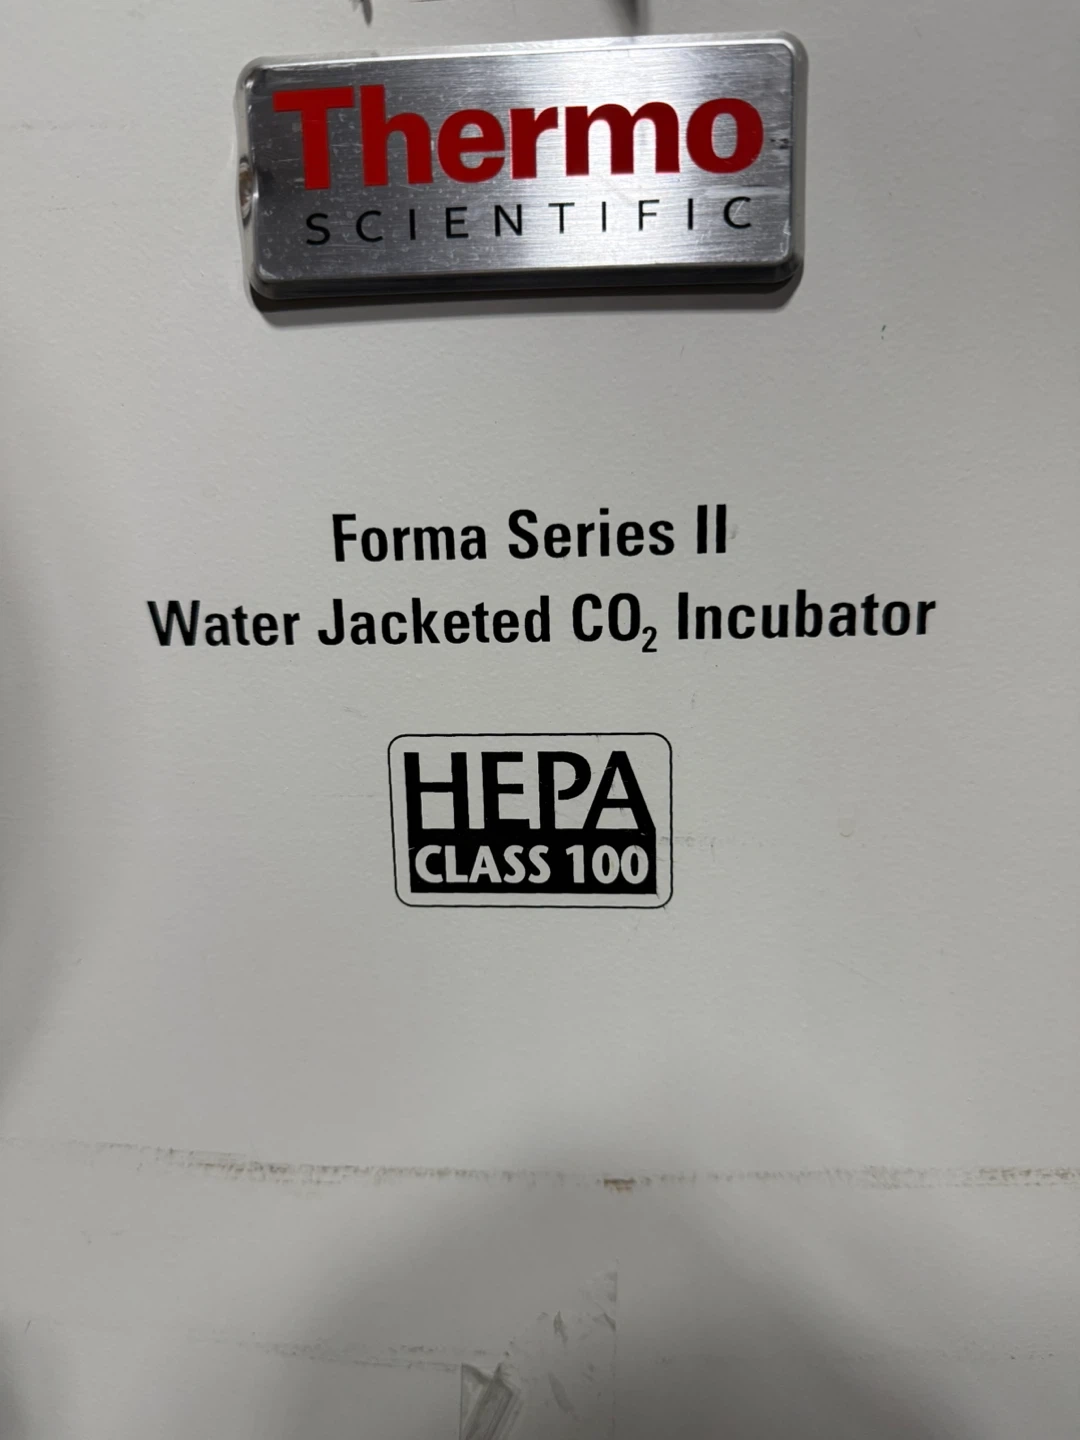 Thermo
SCIENTIFIC
Forma Series II
Water Jacketed CO₂ Incubator
HEPA
CLASS 100